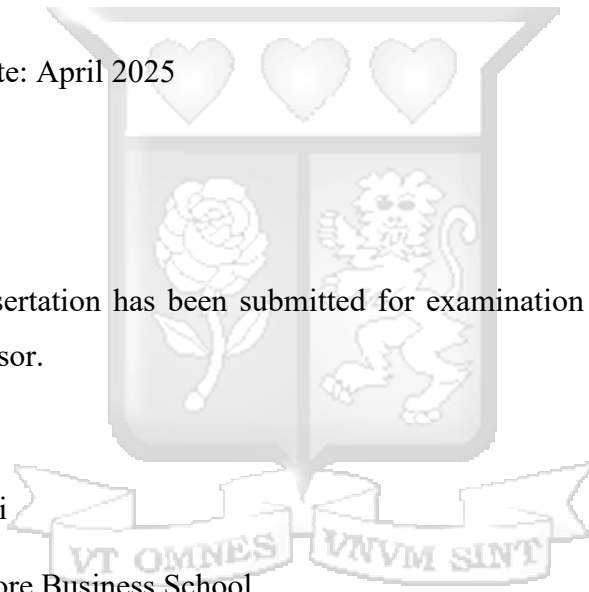 te: April 2025
sertation has been submitted for examination
sor.
i
VT OMNES VNVM SINT
ore Business School